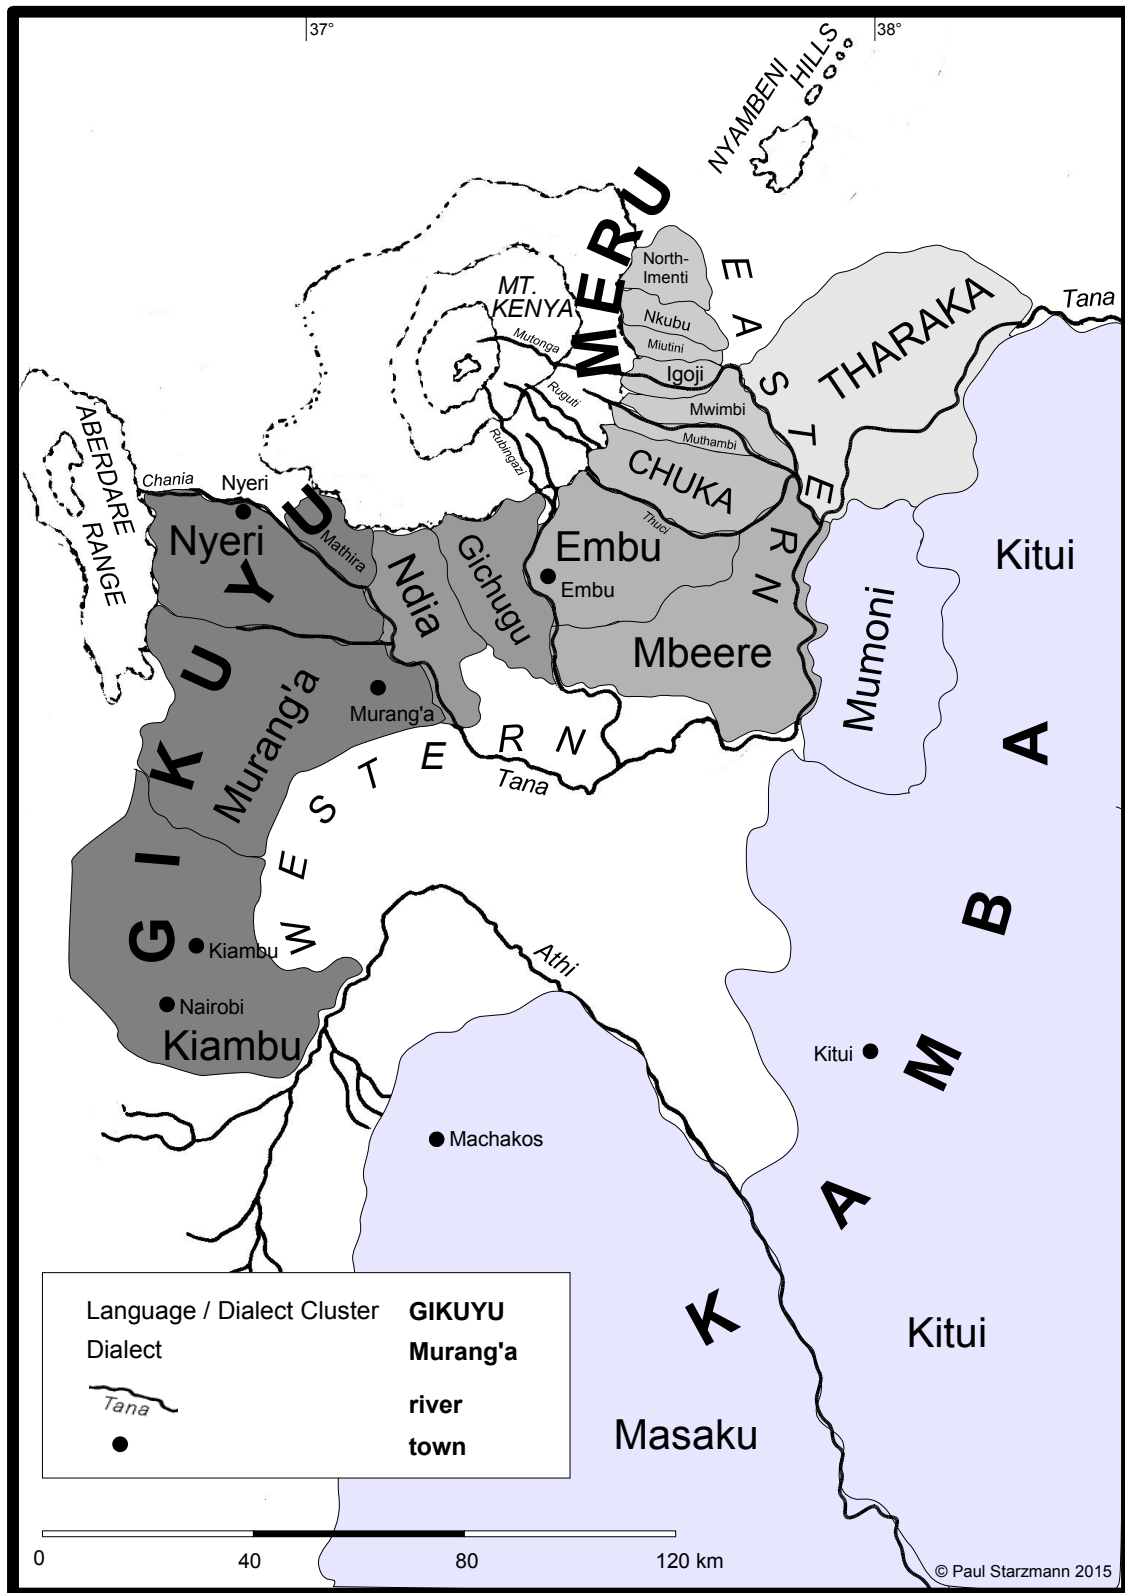 37°
38°
NYAMBENI
HILLS
MERU
EASTERN
North-
Imenti
MT.
KENYA
Nkubu
Mutonga
Miutini
Igoji
THARAKA
Tana
Ruguti
Mwimbi
Muthambi
Rubingazi
CHUKA
ABERDARE
RANGE
Chania
Nyeri
Nyeri
GIKUYU
Mathira
Ndia
Gichugu
Thuci
Embu
Embu
Mbeere
Kitui
Mumoni
Murang'a
Murang'a
WESTERN
Tana
KAMBA
Athi
Kiambu
Nairobi
Kiambu
Kitui
Machakos
Language / Dialect Cluster GIKUYU
Dialect Murang'a
Tana river
town
Kitui
Masaku
0 40 80 120 km
© Paul Starzmann 2015